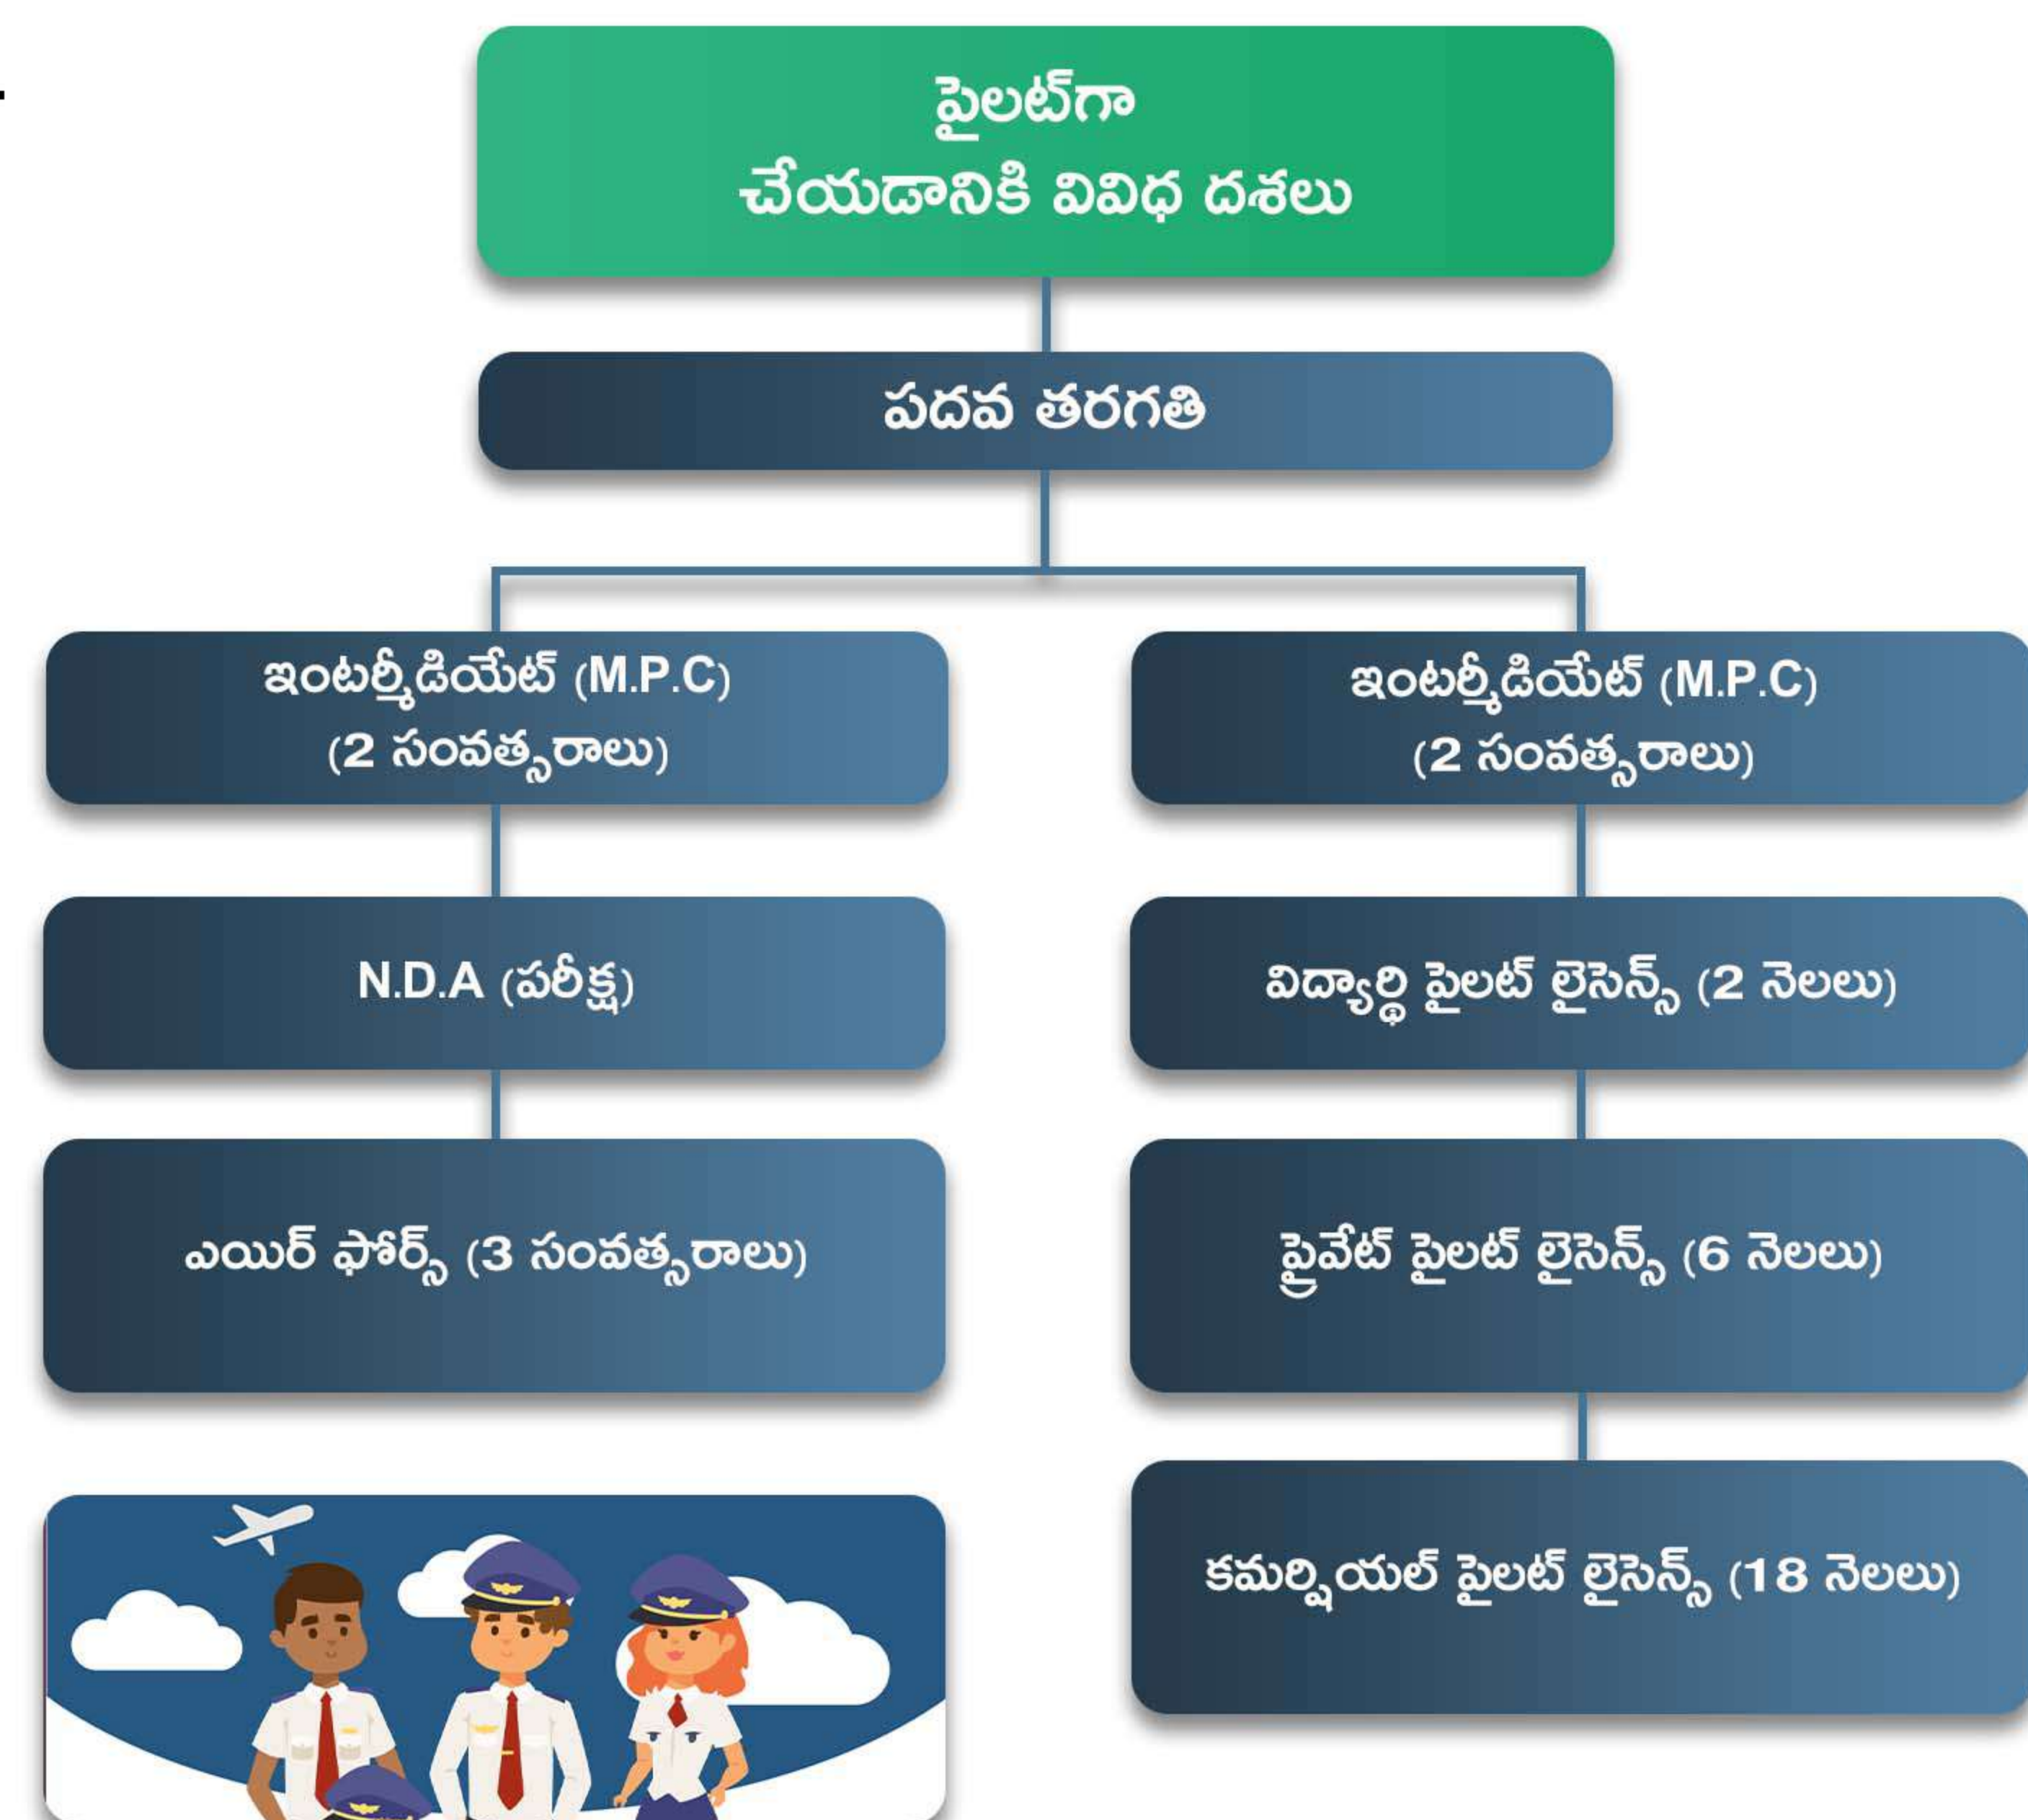 పైలట్‌గా
చేయడానికి వివిధ దశలు
పదవ తరగతి
ఇంటర్మీడియేట్ (M.P.C)
(2 సంవత్సరాలు)
N.D.A (పరీక్ష)
ఎయిర్ ఫోర్స్ (3 సంవత్సరాలు)
ఇంటర్మీడియేట్ (M.P.C)
(2 సంవత్సరాలు)
విద్యార్థి పైలట్ లైసెన్స్ (2 నెలలు)
ప్రైవేట్ పైలట్ లైసెన్స్ (6 నెలలు)
కమర్షియల్ పైలట్ లైసెన్స్ (18 నెలలు)